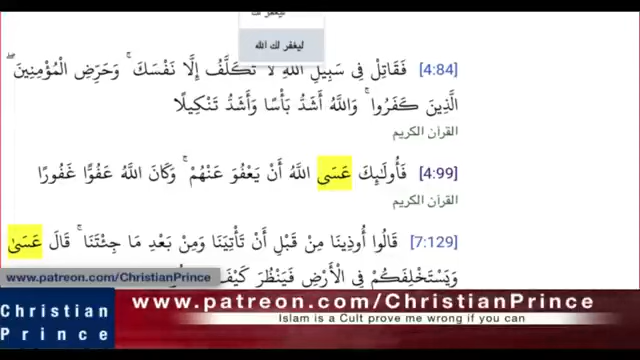 ليغفر لك الله
[4:84] فَقَاتِلْ فِي سَبِيلِ اللَّهِ لَا تُكَلَّفُ إِلَّا نَفْسَكَ ۚ وَحَرِّضِ الْمُؤْمِنِينَ ۖ
الَّذِينَ كَفَرُوا ۚ وَاللَّهُ أَشَدُّ بَأْسًا وَأَشَدُّ تَنْكِيلًا
القرآن الكريم
[4:99] فَأُولَٰئِكَ عَسَى اللَّهُ أَنْ يَعْفُوَ عَنْهُمْ ۚ وَكَانَ اللَّهُ عَفُوًّا غَفُورًا
القرآن الكريم
[7:129] قَالُوا أُوذِينَا مِنْ قَبْلِ أَنْ تَأْتِيَنَا وَمِنْ بَعْدِ مَا جِئْتَنَا ۚ قَالَ عَسَىٰ
وَيَسْتَخْلِفَكُمْ فِي الْأَرْضِ فَيَنْظُرَ كَيْفَ
www.patreon.com/ChristianPrince
www.patreon.com/ChristianPrince
Christian
Prince
Islam is a Cult prove me wrong if you can